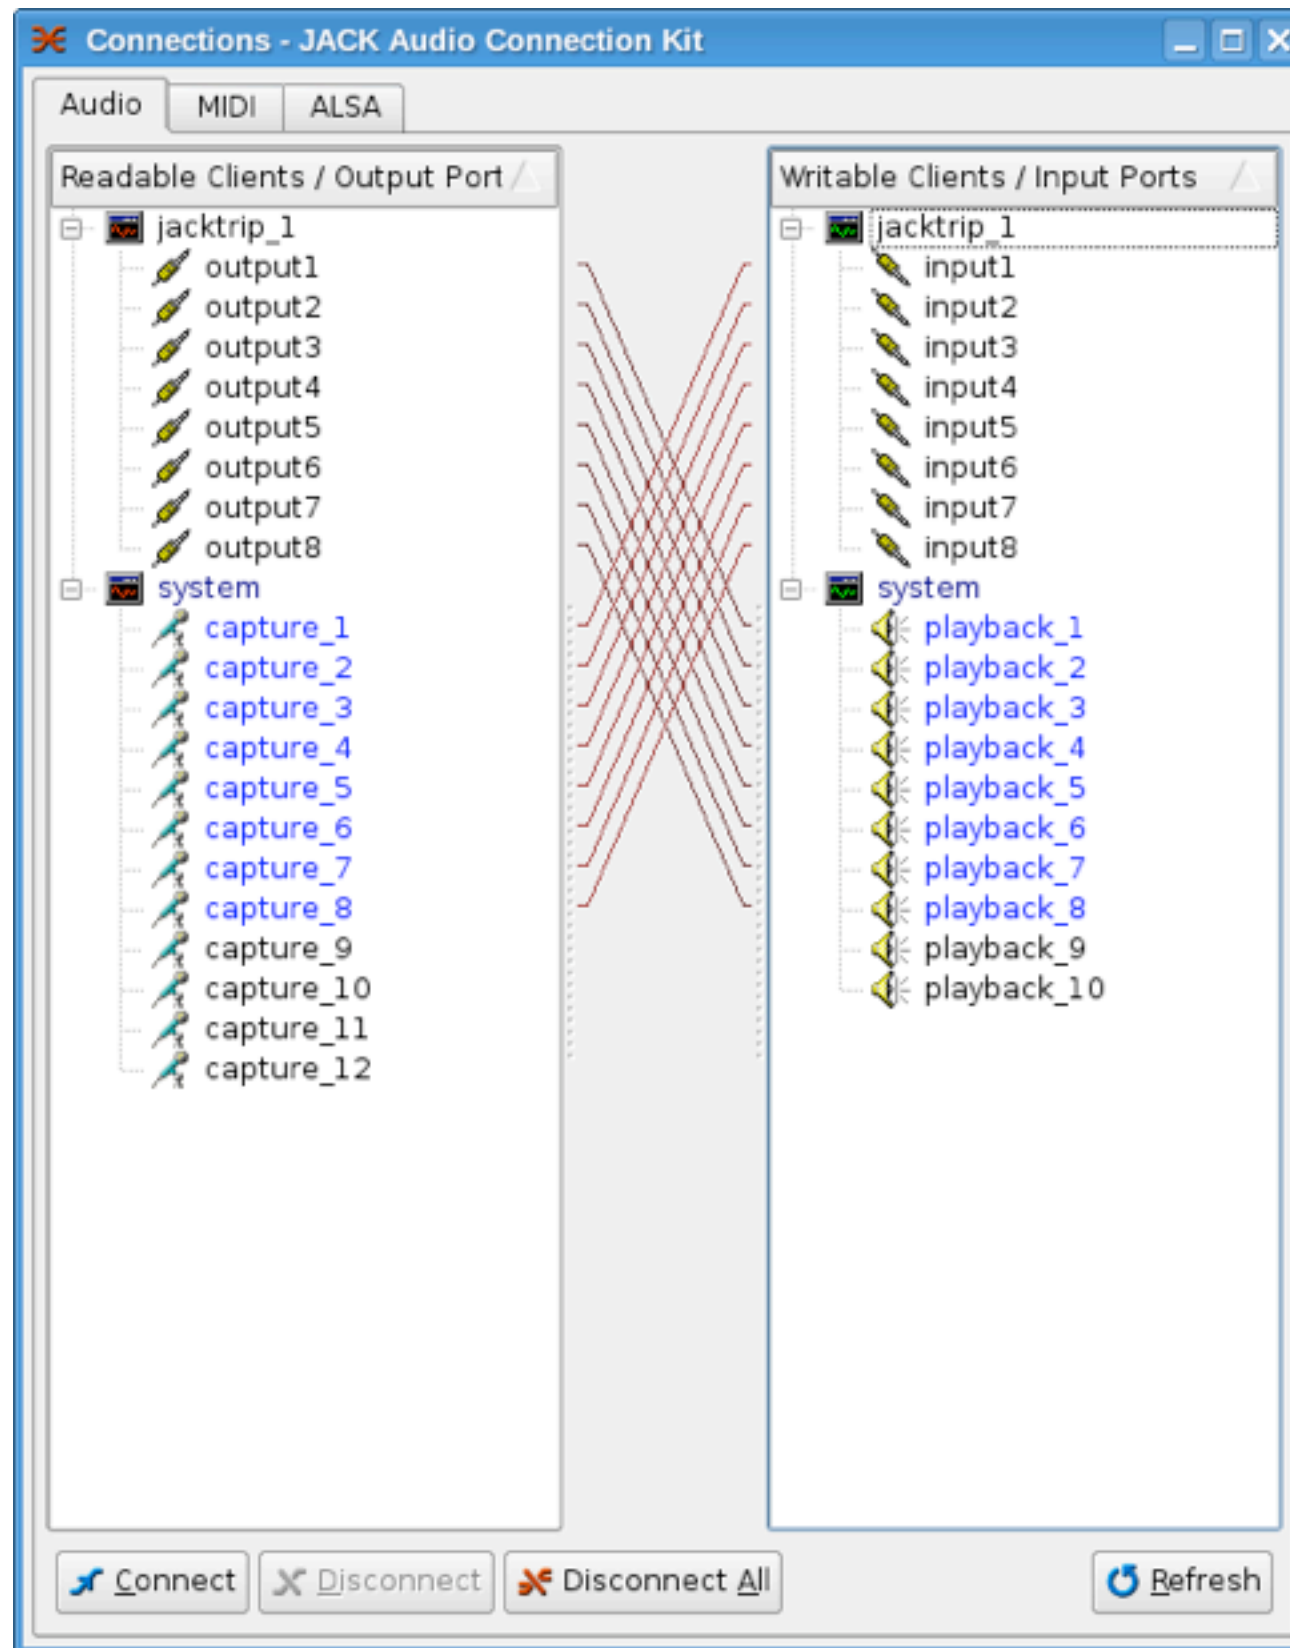 Connections - JACK Audio Connection Kit
Audio MIDI ALSA
Readable Clients / Output Port
jacktrip_1
output1
output2
output3
output4
output5
output6
output7
output8
system
capture_1
capture_2
capture_3
capture_4
capture_5
capture_6
capture_7
capture_8
capture_9
capture_10
capture_11
capture_12
Writable Clients / Input Ports
jacktrip_1
input1
input2
input3
input4
input5
input6
input7
input8
system
playback_1
playback_2
playback_3
playback_4
playback_5
playback_6
playback_7
playback_8
playback_9
playback_10
Connect Disconnect Disconnect All Refresh